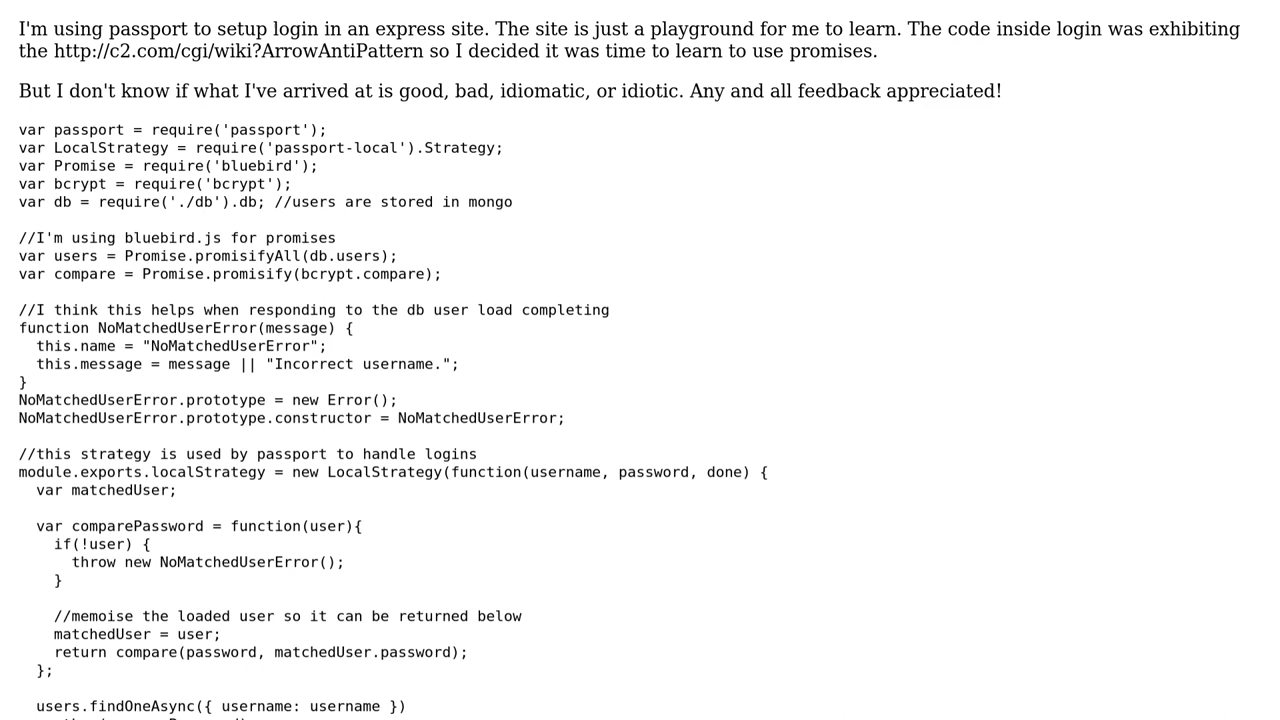 I'm using passport to setup login in an express site. The site is just a playground for me to learn. The code inside login was exhibiting
the http://c2.com/cgi/wiki?ArrowAntiPattern so I decided it was time to learn to use promises.
But I don't know if what I've arrived at is good, bad, idiomatic, or idiotic. Any and all feedback appreciated!
var passport = require('passport');
var LocalStrategy = require('passport-local').Strategy;
var Promise = require('bluebird');
var bcrypt = require('bcrypt');
var db = require('./db').db; //users are stored in mongo
//I'm using bluebird.js for promises
var users = Promise.promisifyAll(db.users);
var compare = Promise.promisify(bcrypt.compare);
//I think this helps when responding to the db user load completing
function NoMatchedUserError(message) {
  this.name = "NoMatchedUserError";
  this.message = message || "Incorrect username.";
}
NoMatchedUserError.prototype = new Error();
NoMatchedUserError.prototype.constructor = NoMatchedUserError;
//this strategy is used by passport to handle logins
module.exports.localStrategy = new LocalStrategy(function(username, password, done) {
  var matchedUser;
  var comparePassword = function(user){
    if(!user) {
      throw new NoMatchedUserError();
    }
    //memoise the loaded user so it can be returned below
    matchedUser = user;
    return compare(password, matchedUser.password);
  };
  users.findOneAsync({ username: username })